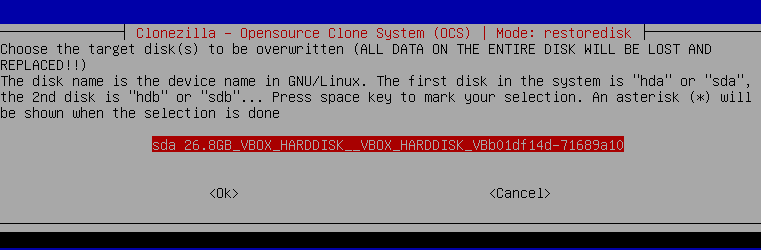 Clonezilla - Opensource Clone System (OCS) | Mode: restoredisk
Choose the target disk(s) to be overwritten (ALL DATA ON THE ENTIRE DISK WILL BE LOST AND
REPLACED!!)
The disk name is the device name in GNU/Linux. The first disk in the system is "hda" or "sda",
the 2nd disk is "hdb" or "sdb"... Press space key to mark your selection. An asterisk (*) will
be shown when the selection is done
sda 26.8GB_VBOX_HARDDISK__VBOX_HARDDISK_VBb01df14d-71689a10
<Ok> <Cancel>